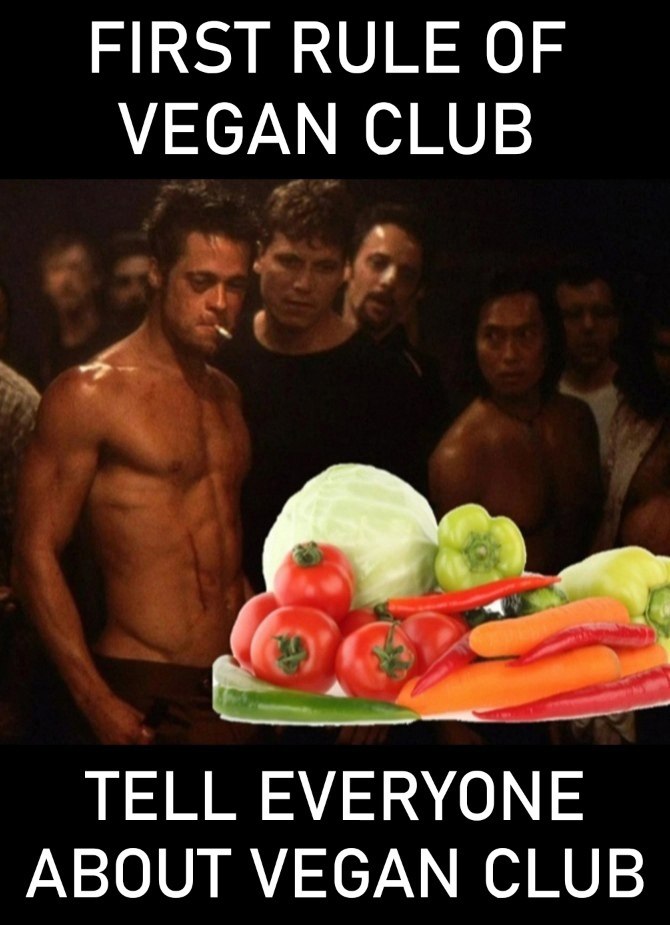 FIRST RULE OF
VEGAN CLUB
TELL EVERYONE
ABOUT VEGAN CLUB